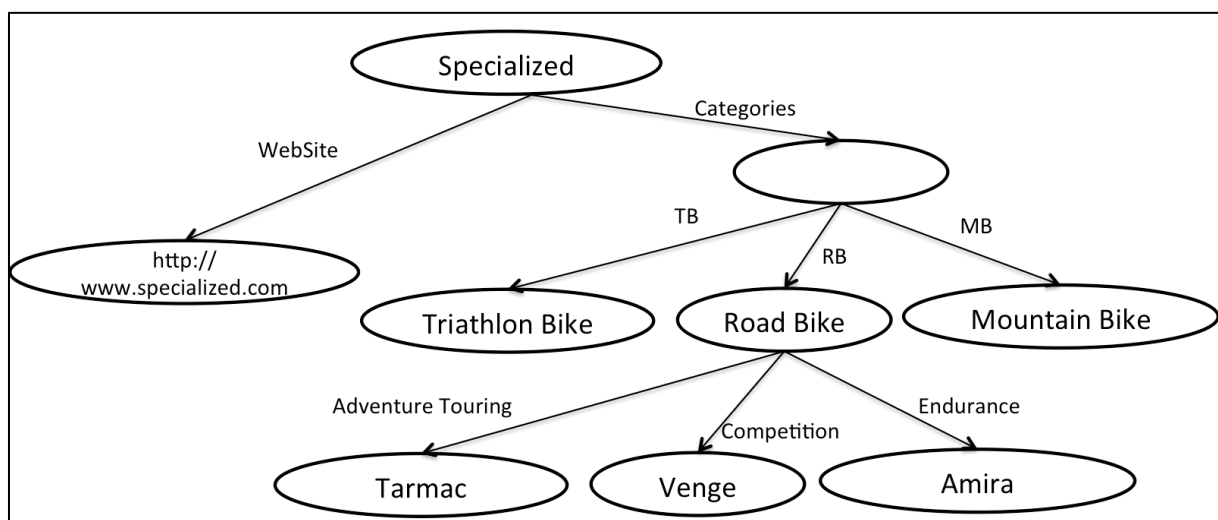 Specialized
Categories
WebSite
TB
MB
RB
http://
www.specialized.com
Triathlon Bike
Road Bike
Mountain Bike
Adventure Touring
Endurance
Competition
Tarmac
Venge
Amira